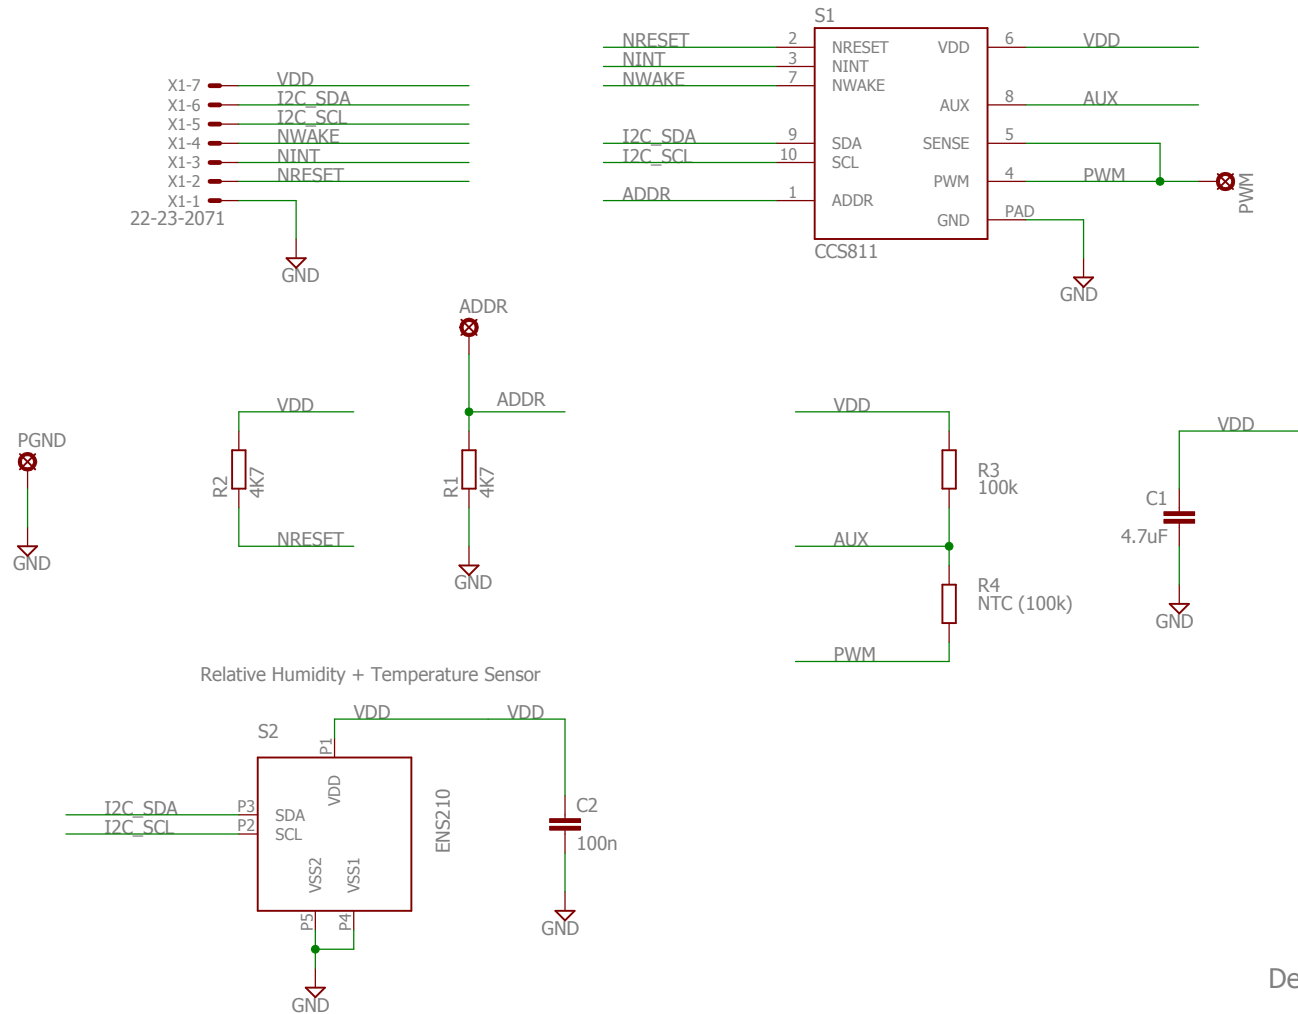 S1
NRESET 2 NRESET VDD 6 VDD
NINT 3 NINT
NWAKE 7 NWAKE
AUX 8 AUX
I2C_SDA 9 SDA SENSE 5
I2C_SCL 10 SCL
PWM 4 PWM
PWM
ADDR 1 ADDR
GND PAD
CCS811
GND
X1-7 VDD
X1-6 I2C_SDA
X1-5 I2C_SCL
X1-4 NWAKE
X1-3 NINT
X1-2 NRESET
X1-1
22-23-2071
GND
PGND
GND
VDD
R2
4K7
NRESET
ADDR
ADDR
R1
4K7
GND
VDD
R3
100k
AUX
R4
NTC (100k)
PWM
VDD
C1
4.7uF
GND
Relative Humidity + Temperature Sensor
S2
VDD VDD
P1
VDD
I2C_SDA P3 SDA
I2C_SCL P2 SCL
ENS210
VSS2 VSS1
P5 P4
GND
C2
100n
GND
De